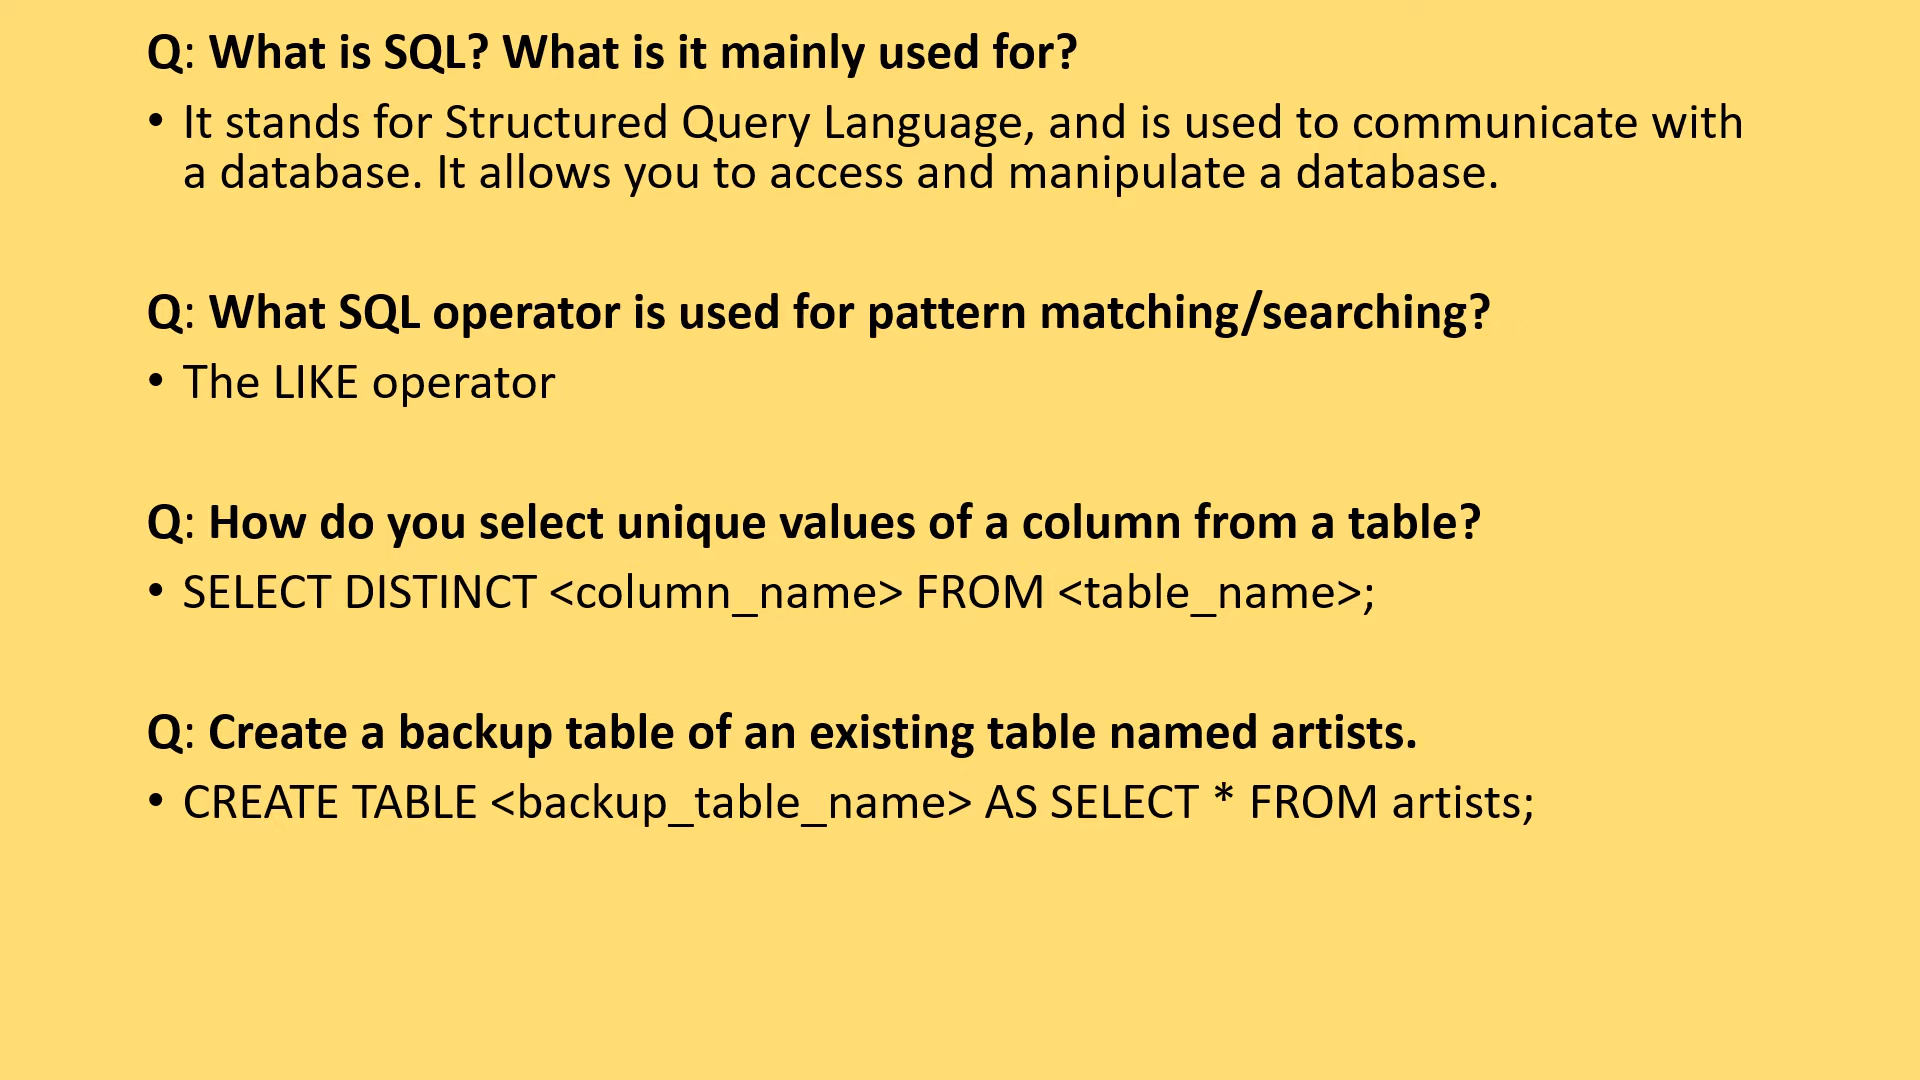 Q: What is SQL? What is it mainly used for?
• It stands for Structured Query Language, and is used to communicate with
a database. It allows you to access and manipulate a database.
Q: What SQL operator is used for pattern matching/searching?
• The LIKE operator
Q: How do you select unique values of a column from a table?
• SELECT DISTINCT <column_name> FROM <table_name>;
Q: Create a backup table of an existing table named artists.
• CREATE TABLE <backup_table_name> AS SELECT * FROM artists;